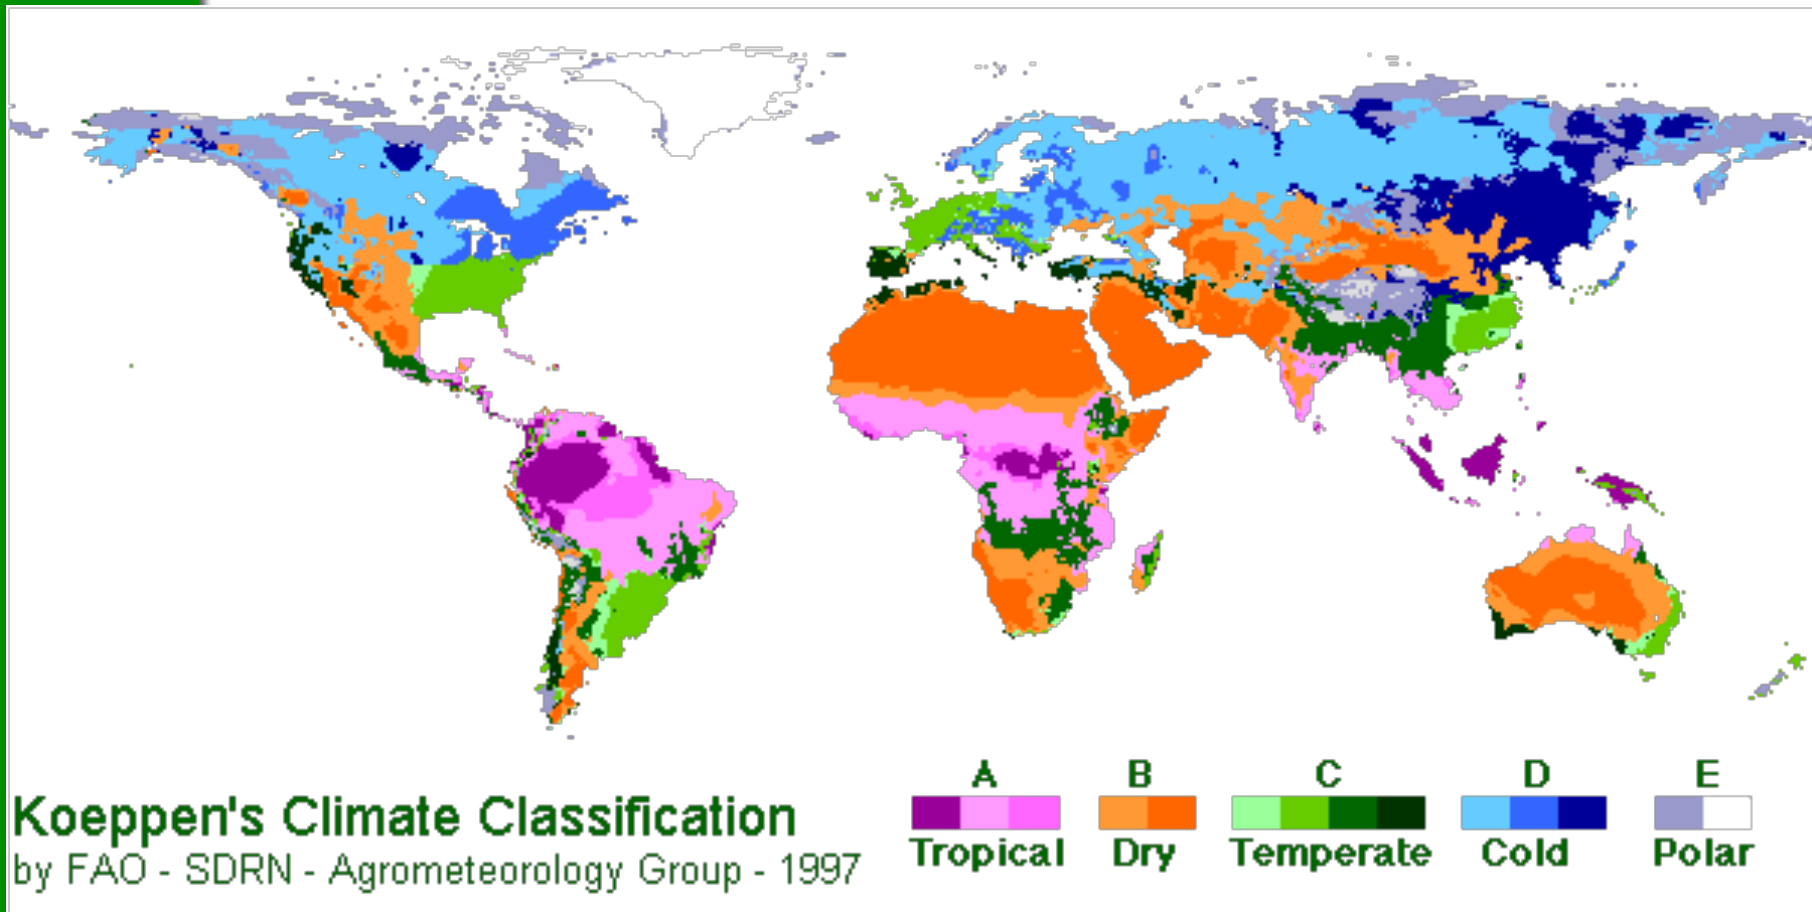 Koeppen's Climate Classification
by FAO - SDRN - Agrometeorology Group - 1997
A B C D E
Tropical Dry Temperate Cold Polar